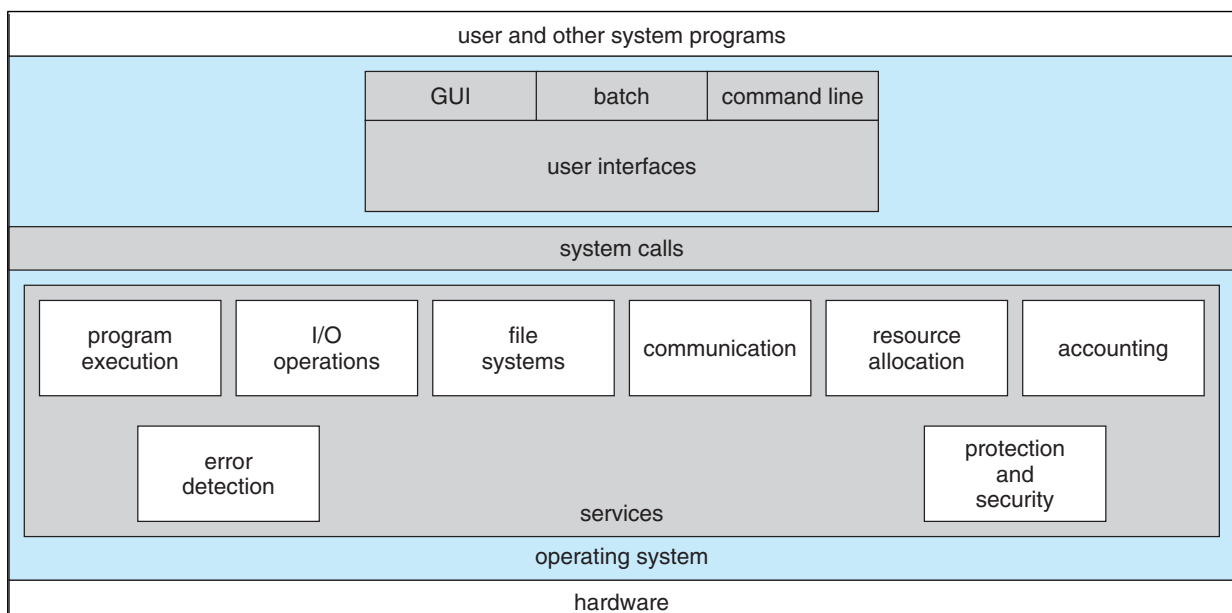 user and other system programs
GUI
batch
command line
user interfaces
system calls
program
execution
I/O
operations
file
systems
communication
resource
allocation
accounting
error
detection
protection
and
security
services
operating system
hardware